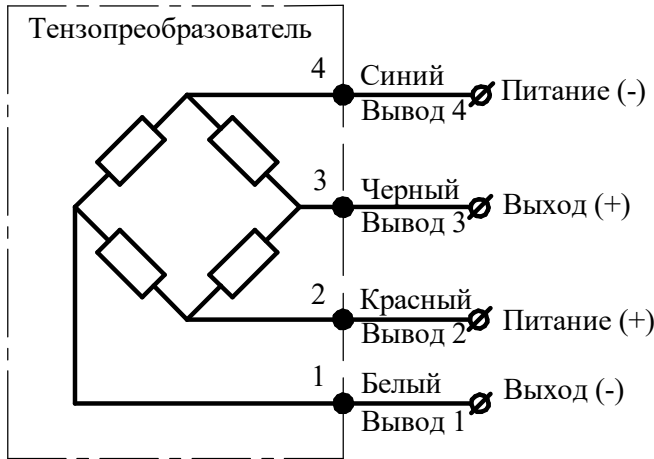 Тензопреобразователь
4 Синий
Вывод 4
Питание (-)
3 Черный
Вывод 3
Выход (+)
2 Красный
Вывод 2
Питание (+)
1 Белый
Вывод 1
Выход (-)